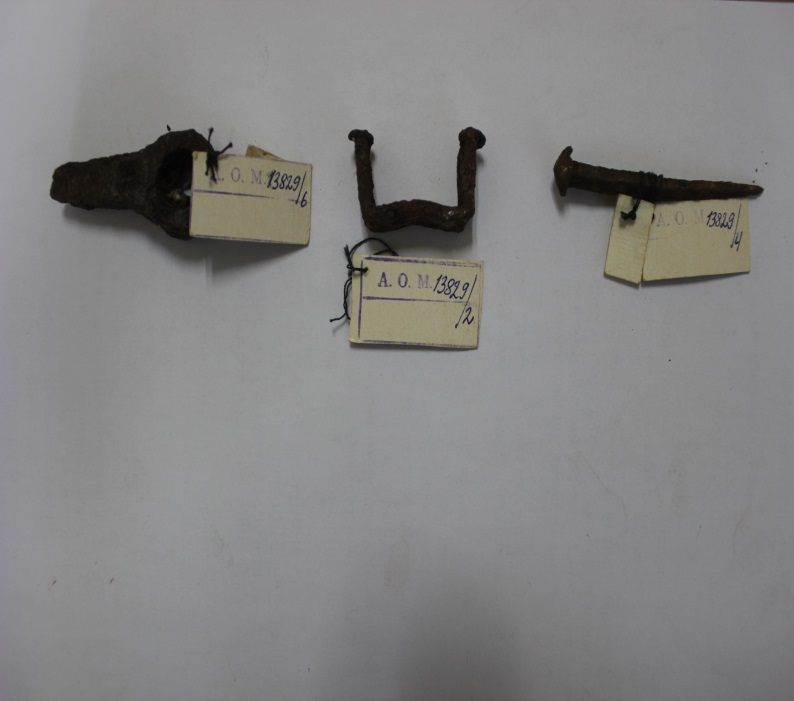 A. O. M. 13829/
/6
A. O. M. 13829/
/2
A. O. M 13829/
/4